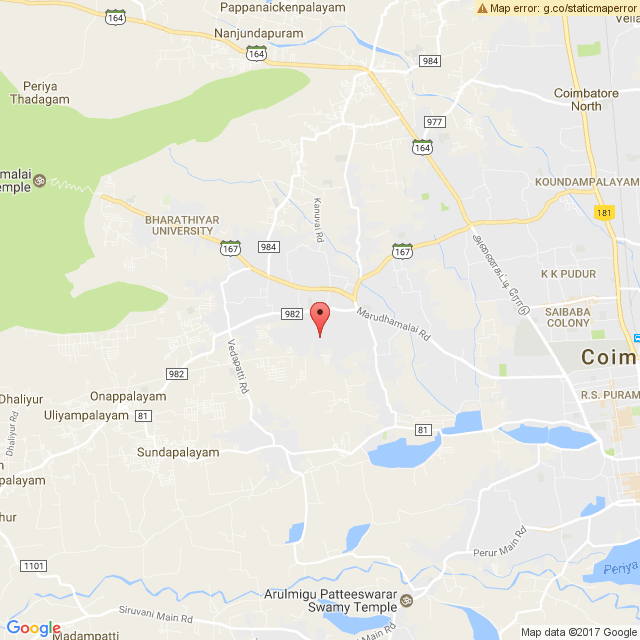 Pappanaickenpalayam
Map error: g.co/staticmaperror
164
Nanjundapuram
164
984
Periya
Thadagam
Coimbatore
North
977
164
malai
emple
KOUNDAMPALAYAM
181
Kanuvai Rd
BHARATHIYAR
UNIVERSITY
984
167
167
K K PUDUR
982
Marudhamalai Rd
SAIBABA
COLONY
Coim
Vedapatti Rd
982
Dhaliyur
Onappalayam
R.S. PURAM
Uliyampalayam
81
Dhaliyur Rd
81
Sundapalayam
palayam
hur
Perur Main Rd
1101
Periya
Arulmigu Patteeswarar
Swamy Temple
Siruvani Main Rd
Google
Madampatti
Map data ©2017 Google